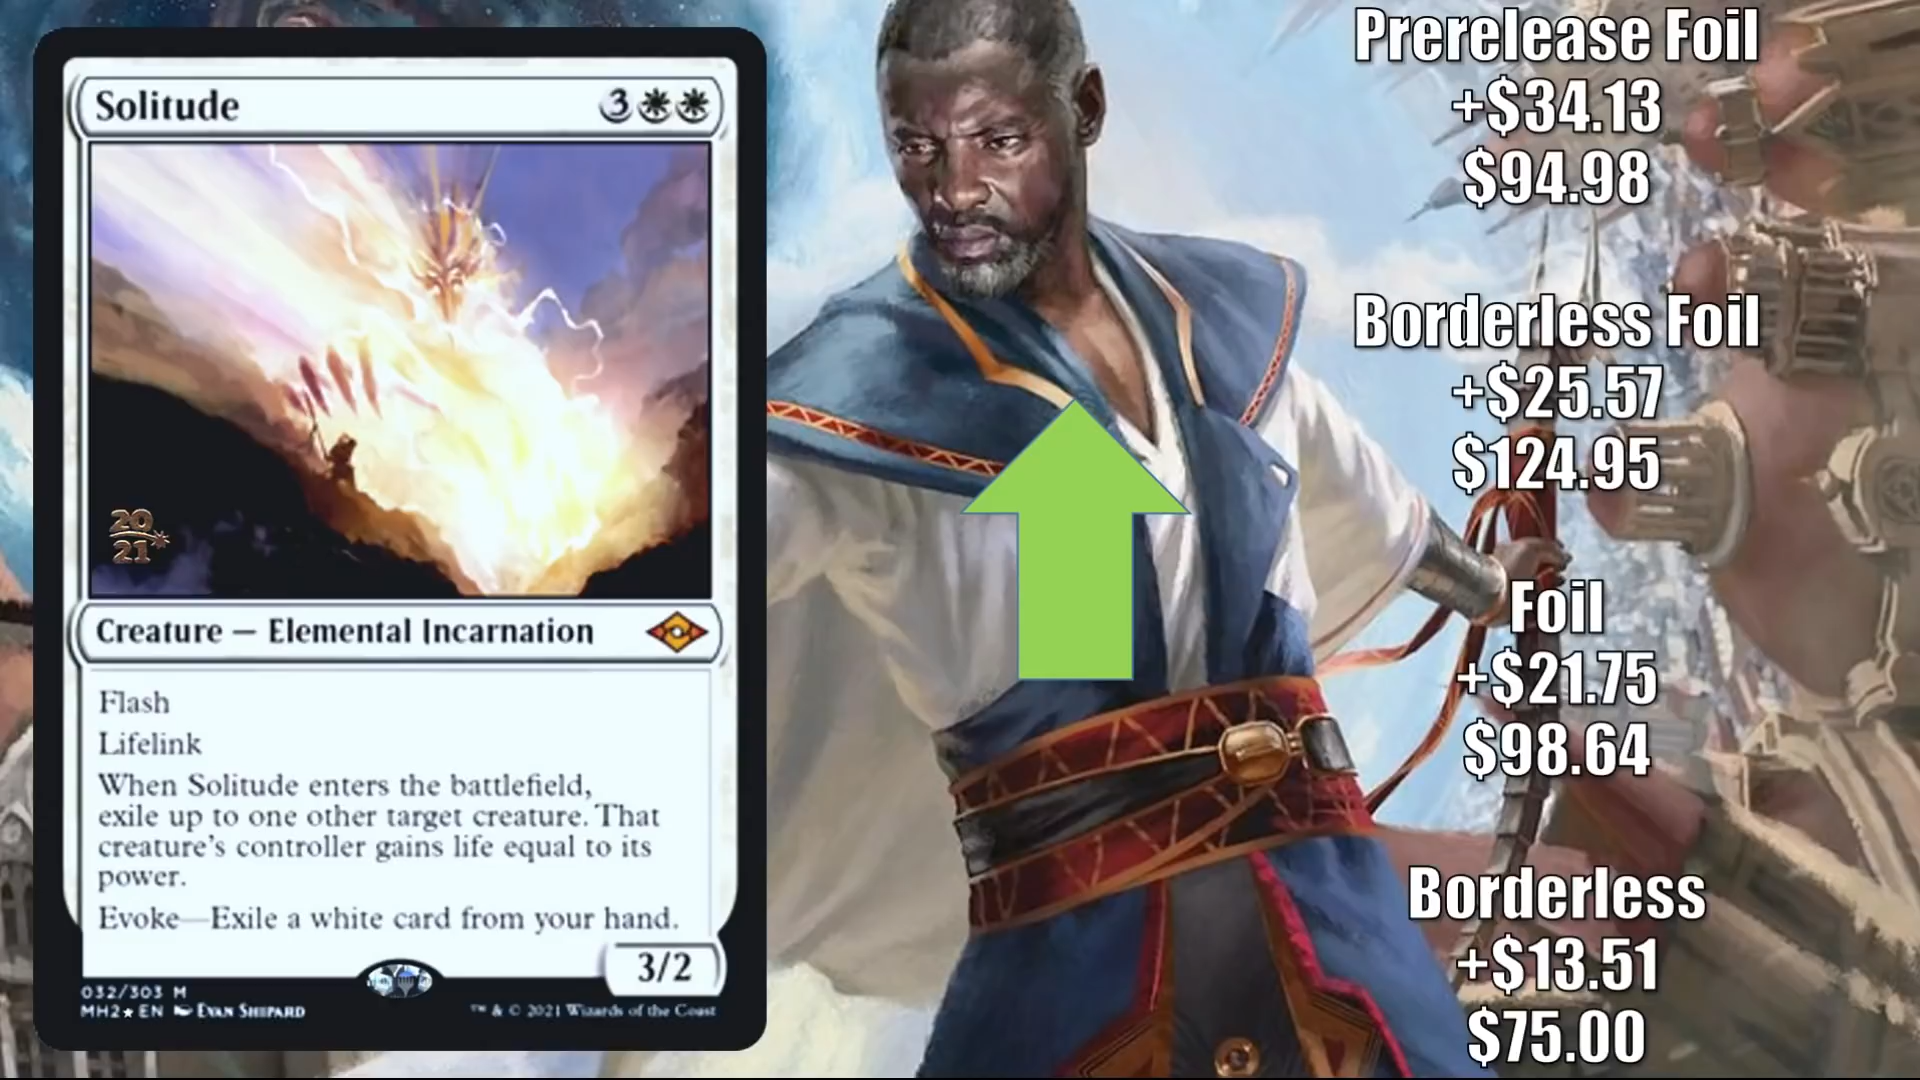 Solitude
3
20
21
Creature — Elemental Incarnation
Flash
Lifelink
When Solitude enters the battlefield,
exile up to one other target creature. That
creature's controller gains life equal to its
power.
Evoke—Exile a white card from your hand.
3/2
032/303 M
MH2★EN Evan Shipard
™ & © 2021 Wizards of the Coast
Prerelease Foil
+$34.13
$94.98
Borderless Foil
+$25.57
$124.95
Foil
+$21.75
$98.64
Borderless
+$13.51
$75.00